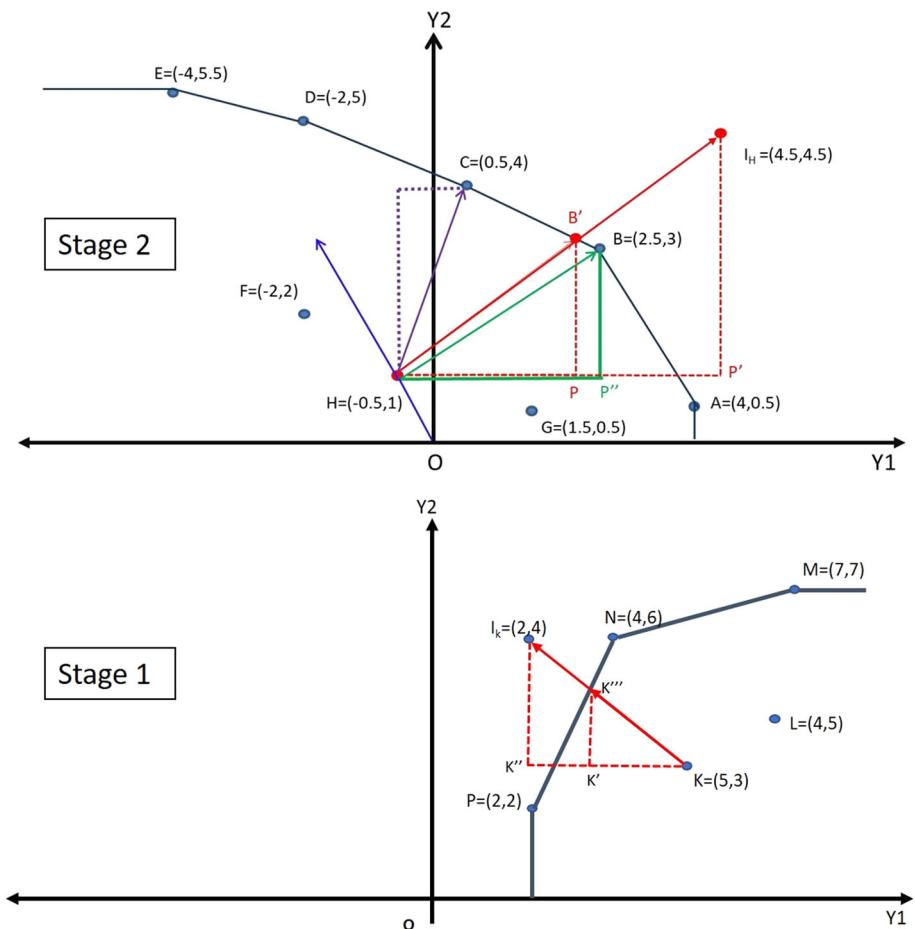 Y2
E=(-4,5.5)
D=(-2,5)
C=(0.5,4)
I_H =(4.5,4.5)
B'
B=(2.5,3)
Stage 2
F=(-2,2)
P'
P
P''
H=(-0.5,1)
A=(4,0.5)
G=(1.5,0.5)
O
Y1
Y2
M=(7,7)
N=(4,6)
I_k=(2,4)
Stage 1
K'''
L=(4,5)
K''
K'
K=(5,3)
P=(2,2)
o
Y1